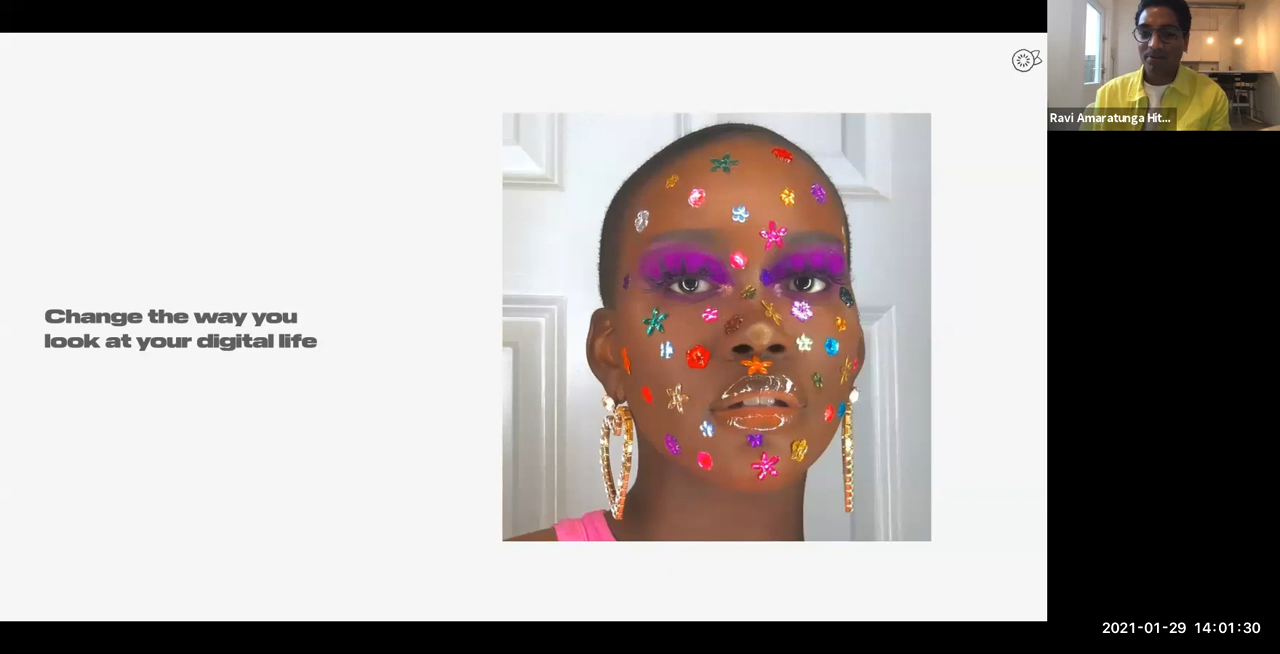 Change the way you
look at your digital life
Ravi Amaratunga Hit...
2021-01-29 14:01:30